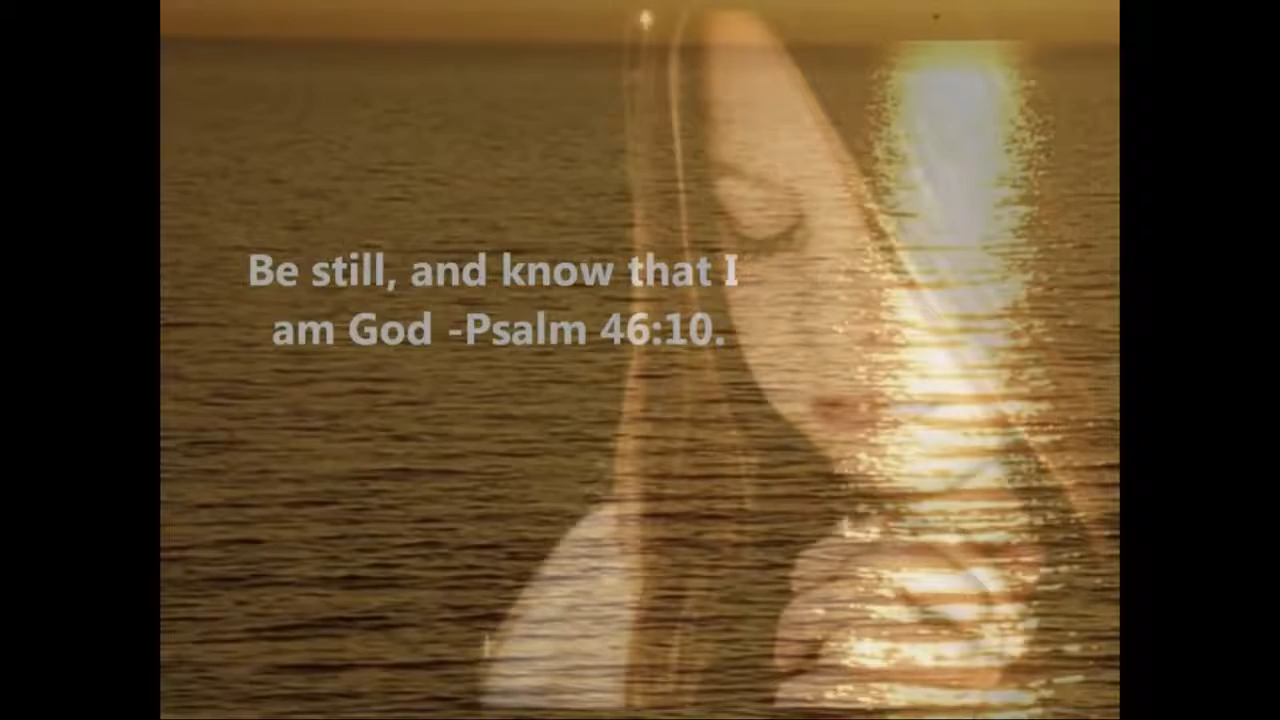 Be still, and know that I
am God -Psalm 46:10.